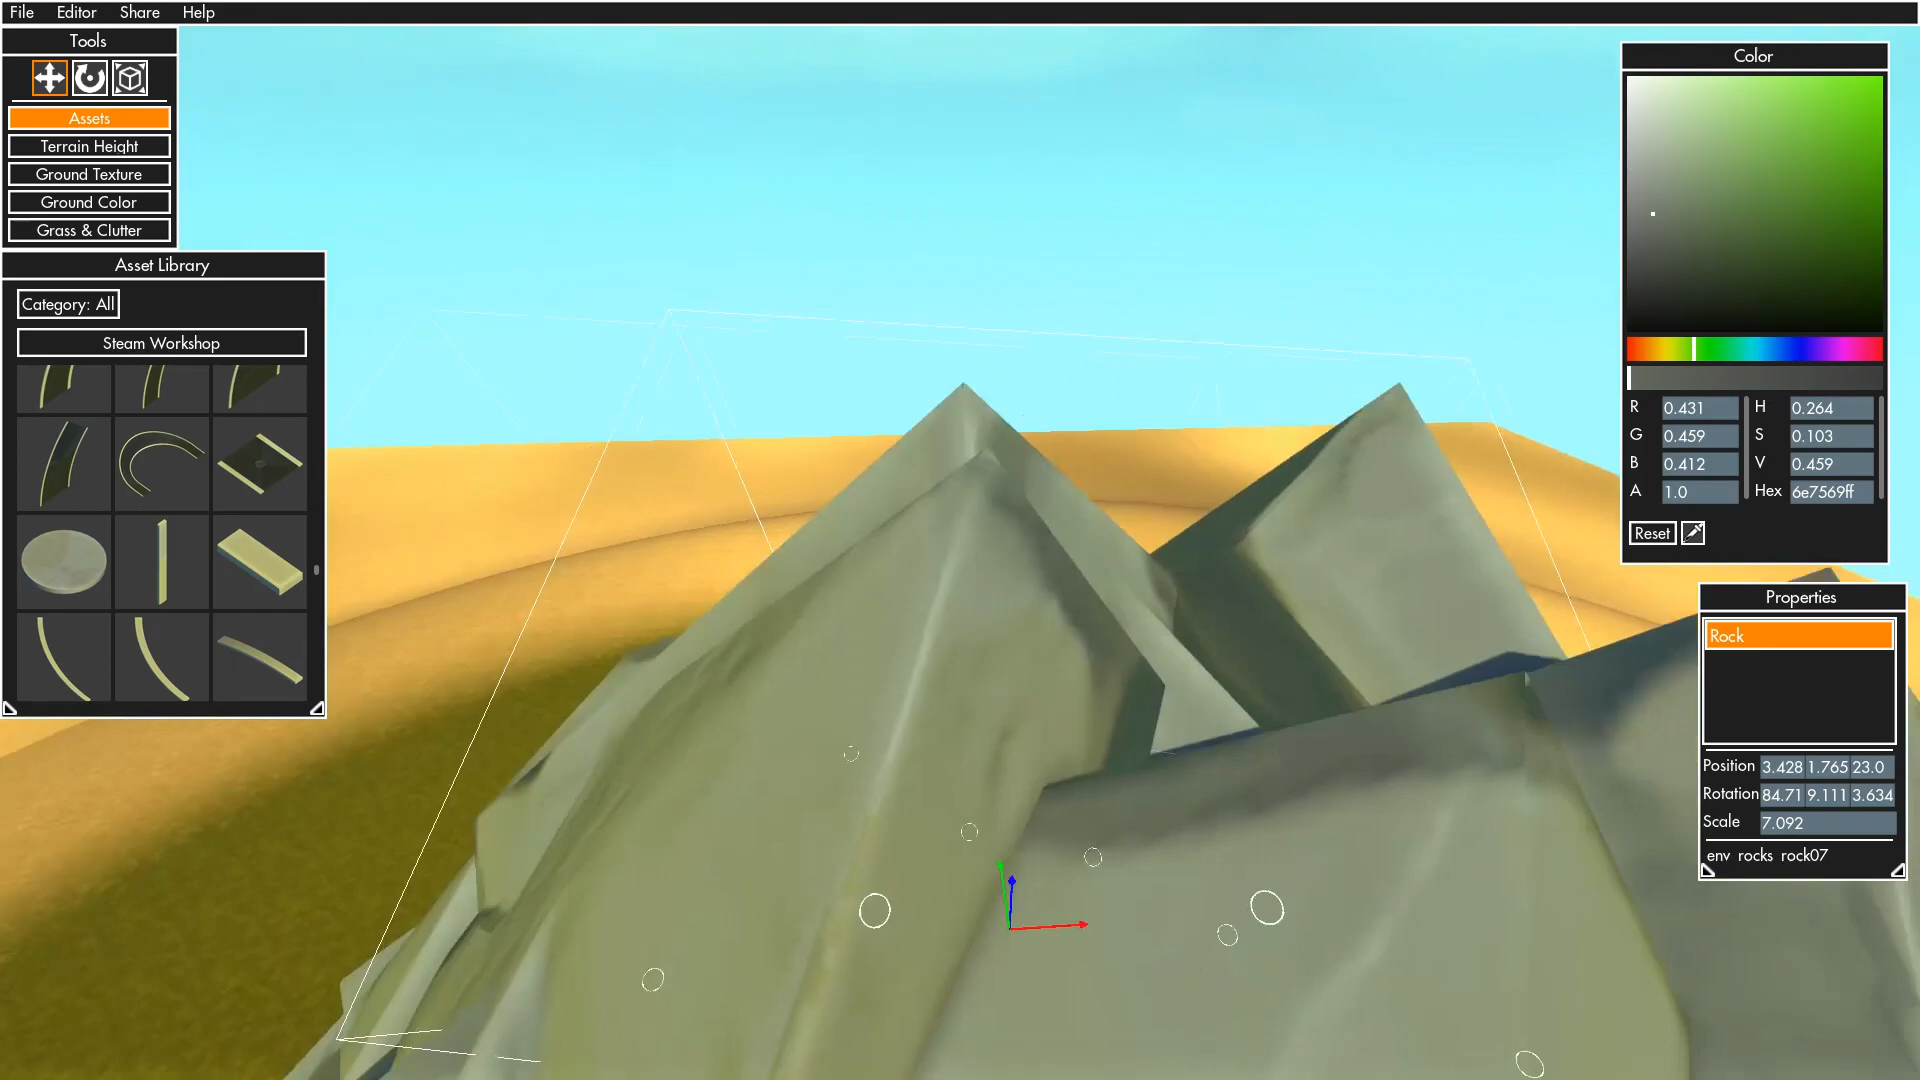 File Editor Share Help
Tools
Assets
Terrain Height
Ground Texture
Ground Color
Grass & Clutter
Asset Library
Category: All
Steam Workshop
Color
R 0.431 H 0.264
G 0.459 S 0.103
B 0.412 V 0.459
A 1.0 Hex 6e7569ff
Reset
Properties
Rock
Position 3.428 1.765 23.0
Rotation 84.71 9.111 3.634
Scale 7.092
env rocks rock07